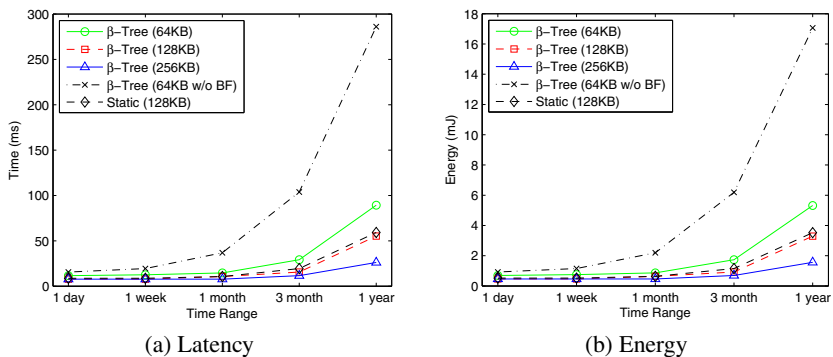 300
250
200
150
100
50
0
Time (ms)
β−Tree (64KB)
β−Tree (128KB)
β−Tree (256KB)
β−Tree (64KB w/o BF)
Static (128KB)
1 day
1 week
1 month
3 month
1 year
Time Range
(a) Latency
18
16
14
12
10
8
6
4
2
0
Energy (mJ)
β−Tree (64KB)
β−Tree (128KB)
β−Tree (256KB)
β−Tree (64KB w/o BF)
Static (128KB)
1 day
1 week
1 month
3 month
1 year
Time Range
(b) Energy